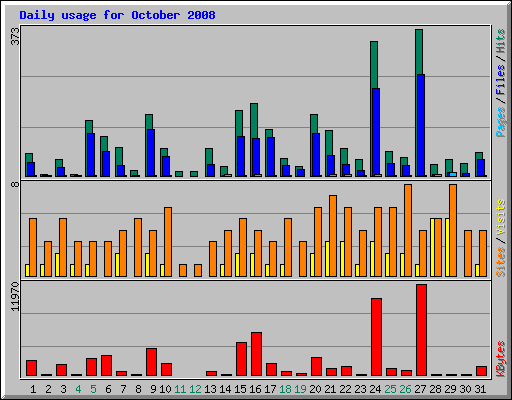 Daily usage for October 2008
373
Pages / Files / Hits
8
Sites / Visits
11970
KBytes
1 2 3 4 5 6 7 8 9 10 11 12 13 14 15 16 17 18 19 20 21 22 23 24 25 26 27 28 29 30 31